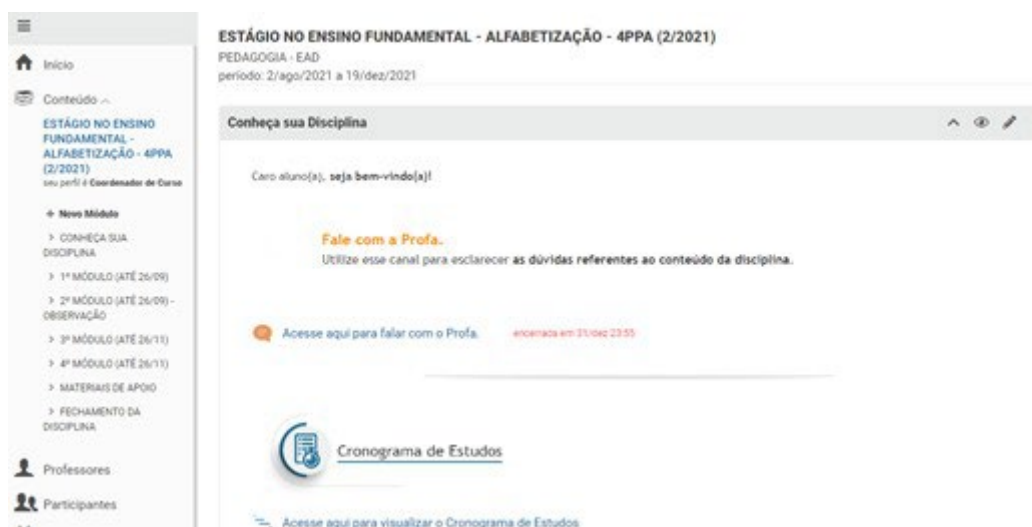 Início
Conteúdo
ESTÁGIO NO ENSINO
FUNDAMENTAL -
ALFABETIZAÇÃO - 4PPA
(2/2021)
seu perfil é Coordenador de Curso
+ Novo Módulo
> CONHEÇA SUA
DISCIPLINA
> 1º MÓDULO (ATÉ 26/09)
> 2º MÓDULO (ATÉ 26/09) -
OBSERVAÇÃO
> 3º MÓDULO (ATÉ 26/11)
> 4º MÓDULO (ATÉ 26/11)
> MATERIAIS DE APOIO
> FECHAMENTO DA
DISCIPLINA
Professores
Participantes
ESTÁGIO NO ENSINO FUNDAMENTAL - ALFABETIZAÇÃO - 4PPA (2/2021)
PEDAGOGIA - EAD
período: 2/ago/2021 a 19/dez/2021
Conheça sua Disciplina
Caro aluno(a), seja bem-vindo(a)!
Fale com a Profa.
Utilize esse canal para esclarecer as dúvidas referentes ao conteúdo da disciplina.
Acesse aqui para falar com o Profa. encerrada em 31/dez 23:55
Cronograma de Estudos
Acesse aqui para visualizar o Cronograma de Estudos